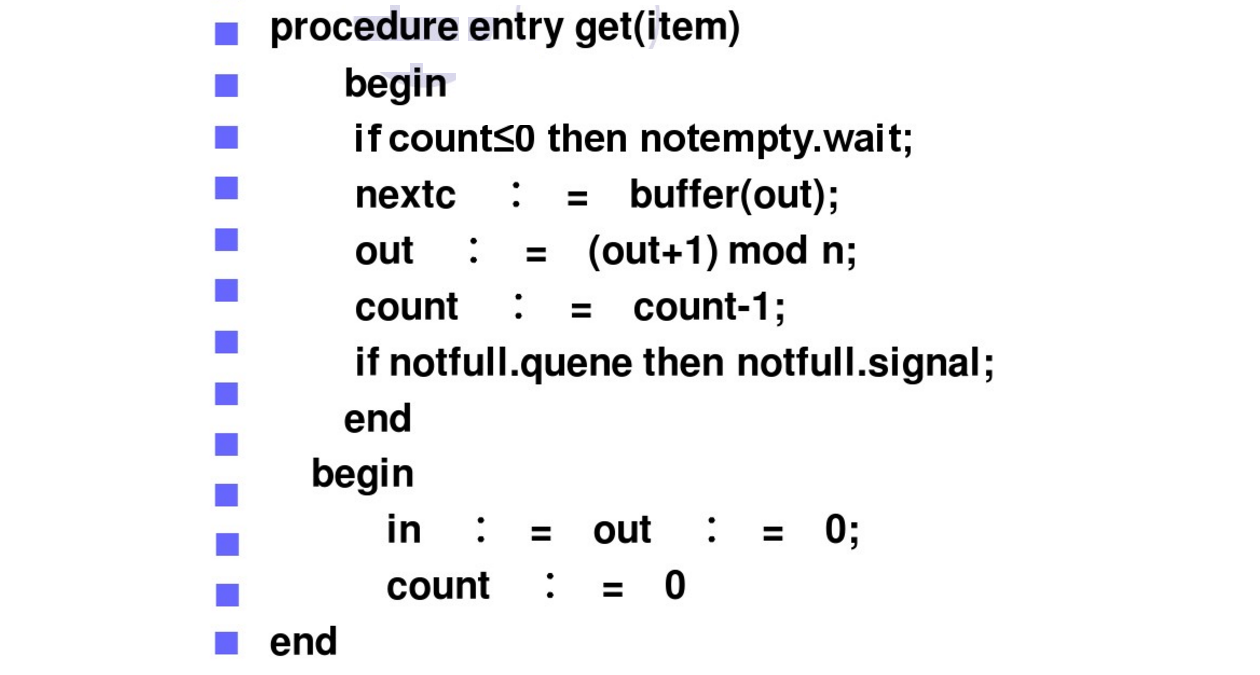 procedure entry get(item)
begin
if count≤0 then notempty.wait;
nextc : = buffer(out);
out : = (out+1) mod n;
count : = count-1;
if notfull.quene then notfull.signal;
end
begin
in : = out : = 0;
count : = 0
end